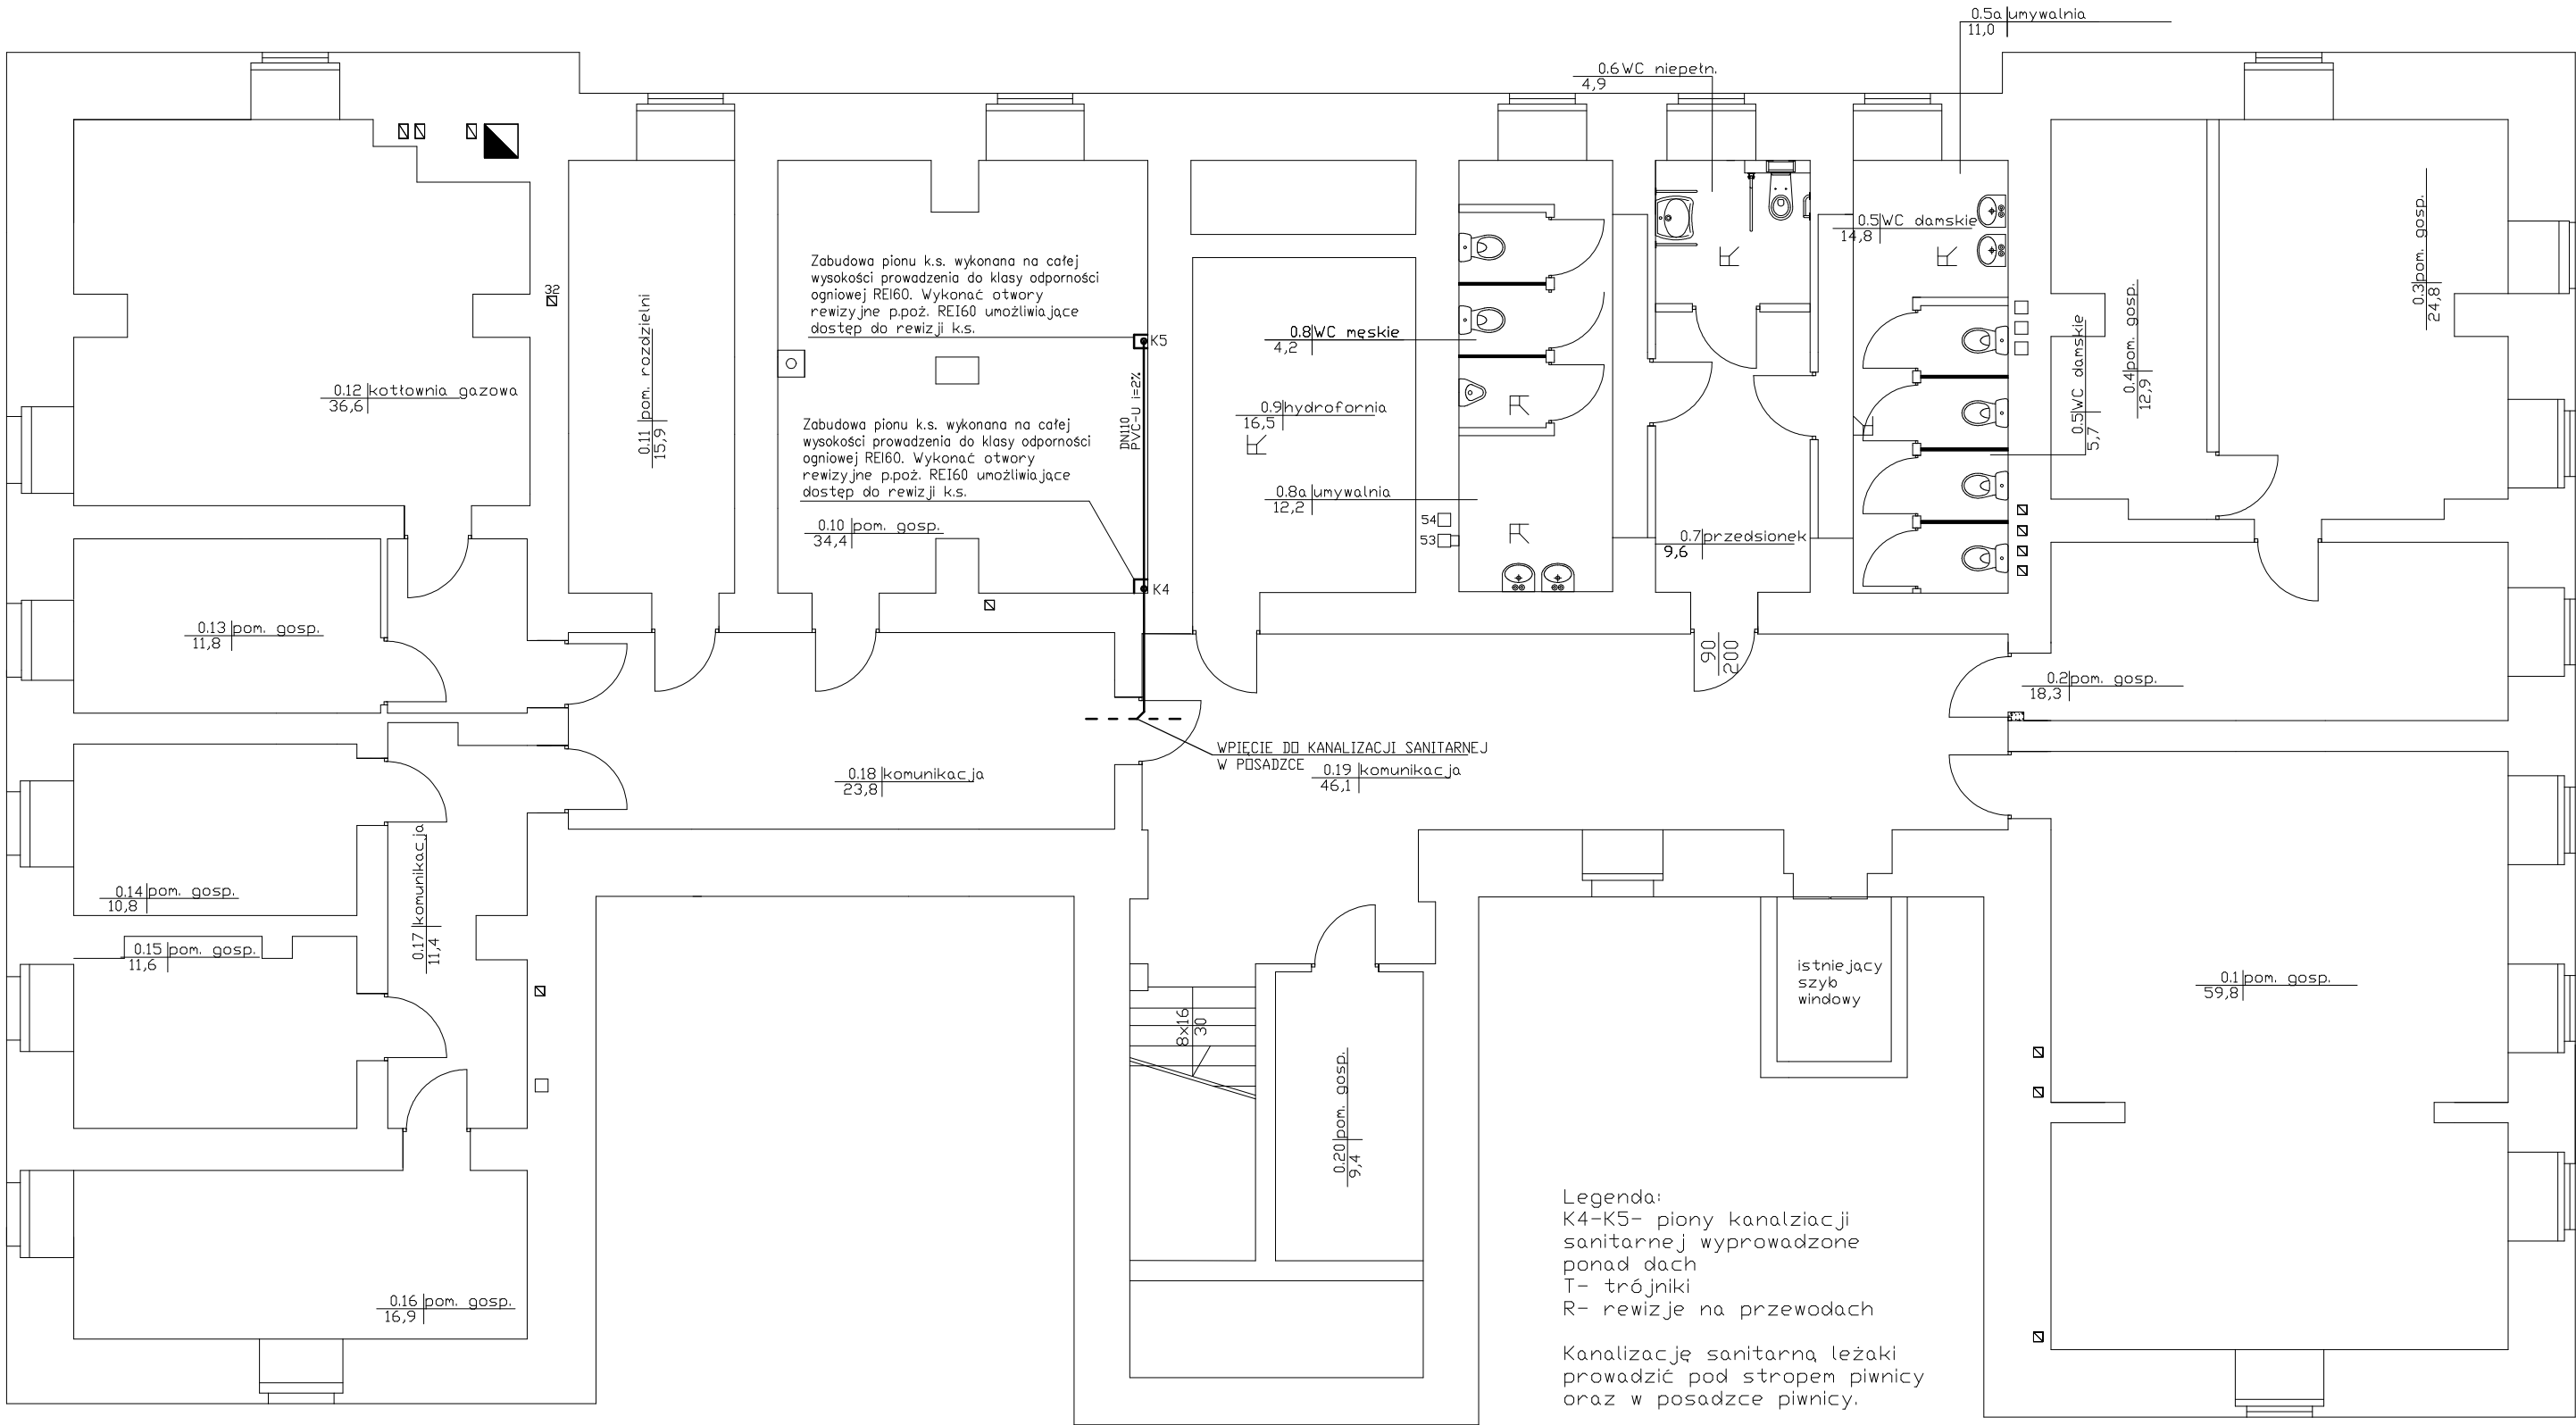 0.5a umywalnia
11,0
0.6 WC niepełn.
4,9
0.5 WC damskie
14,8
0.3 pom. gosp.
24,8
0.4 pom. gosp.
12,9
0.5 WC damskie
5,7
32
Zabudowa pionu k.s. wykonana na całej
wysokości prowadzenia do klasy odporności
ogniowej REI60. Wykonać otwory
rewizyjne p.poż. REI60 umożliwiające
dostęp do rewizji k.s.
K5
0.8 WC męskie
4,2
0.12 kotłownia gazowa
36,6
0.11 pom. rozdzielni
15,9
DN110
PVC-U i=2%
0.9 hydrofornia
16,5
Zabudowa pionu k.s. wykonana na całej
wysokości prowadzenia do klasy odporności
ogniowej REI60. Wykonać otwory
rewizyjne p.poż. REI60 umożliwiające
dostęp do rewizji k.s.
0.8a umywalnia
12,2
54
53
0.10 pom. gosp.
34,4
0.7 przedsionek
9,6
K4
0.13 pom. gosp.
11,8
90
200
0.2 pom. gosp.
18,3
WPIĘCIE DO KANALIZACJI SANITARNEJ
W POSADZCE
0.18 komunikacja
23,8
0.19 komunikacja
46,1
0.14 pom. gosp.
10,8
0.17 komunikacja
11,4
0.15 pom. gosp.
11,6
istniejący
szyb
windowy
0.1 pom. gosp.
59,8
8x16
30
0.20 pom. gosp.
9,4
0.16 pom. gosp.
16,9
Legenda:
K4-K5- piony kanalziacji
sanitarnej wyprowadzone
ponad dach
T- trójniki
R- rewizje na przewodach
Kanalizację sanitarną leżaki
prowadzić pod stropem piwnicy
oraz w posadzce piwnicy.